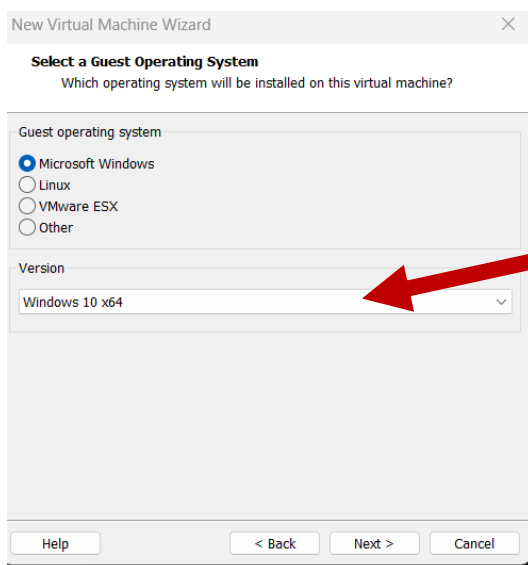 New Virtual Machine Wizard
Select a Guest Operating System
Which operating system will be installed on this virtual machine?
Guest operating system
Microsoft Windows
Linux
VMware ESX
Other
Version
Windows 10 x64
Help
< Back
Next >
Cancel